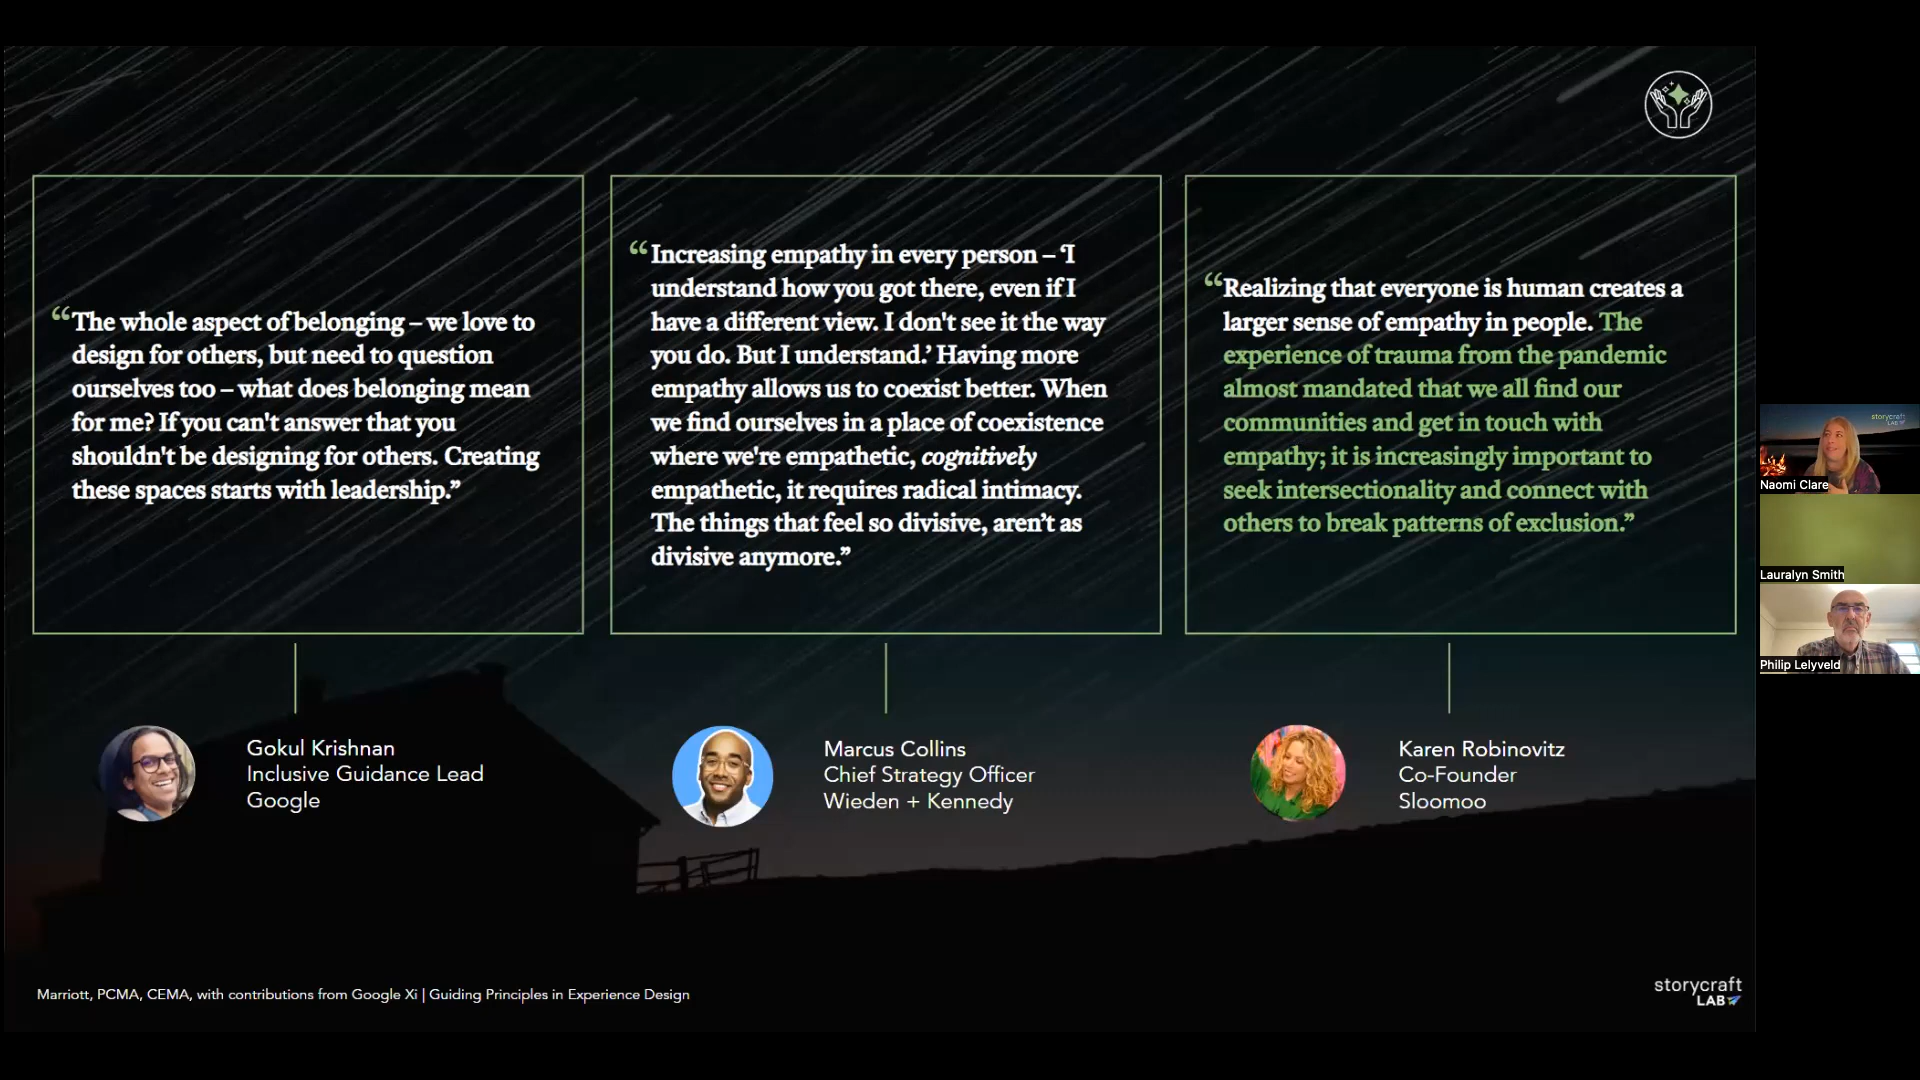 “The whole aspect of belonging – we love to
design for others, but need to question
ourselves too – what does belonging mean
for me? If you can't answer that you
shouldn't be designing for others. Creating
these spaces starts with leadership.”
Gokul Krishnan
Inclusive Guidance Lead
Google
“Increasing empathy in every person – ‘I
understand how you got there, even if I
have a different view. I don't see it the way
you do. But I understand.’ Having more
empathy allows us to coexist better. When
we find ourselves in a place of coexistence
where we're empathetic, cognitively
empathetic, it requires radical intimacy.
The things that feel so divisive, aren’t as
divisive anymore.”
Marcus Collins
Chief Strategy Officer
Wieden + Kennedy
“Realizing that everyone is human creates a
larger sense of empathy in people. The
experience of trauma from the pandemic
almost mandated that we all find our
communities and get in touch with
empathy; it is increasingly important to
seek intersectionality and connect with
others to break patterns of exclusion.”
Karen Robinovitz
Co-Founder
Sloomoo
Marriott, PCMA, CEMA, with contributions from Google Xi | Guiding Principles in Experience Design
storycraft
LAB
storycraft
LAB
Naomi Clare
Lauralyn Smith
Philip Lelyveld